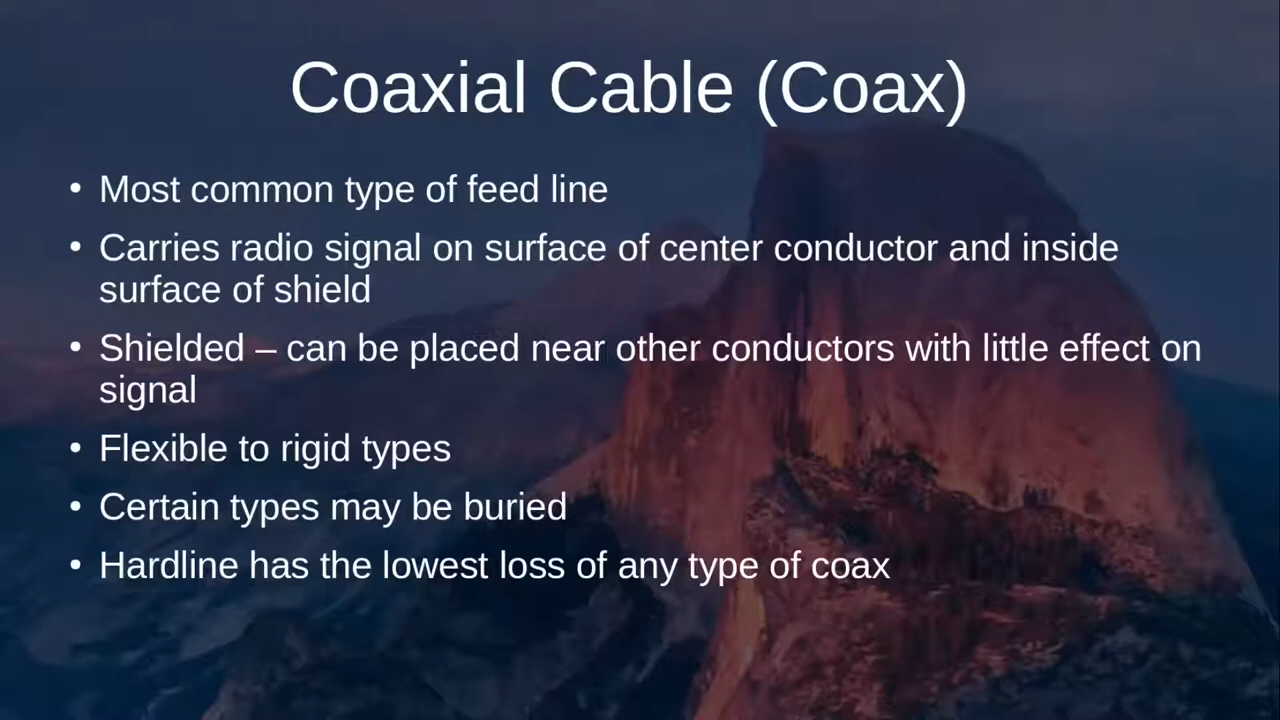 Coaxial Cable (Coax)
• Most common type of feed line
• Carries radio signal on surface of center conductor and inside
surface of shield
• Shielded – can be placed near other conductors with little effect on
signal
• Flexible to rigid types
• Certain types may be buried
• Hardline has the lowest loss of any type of coax